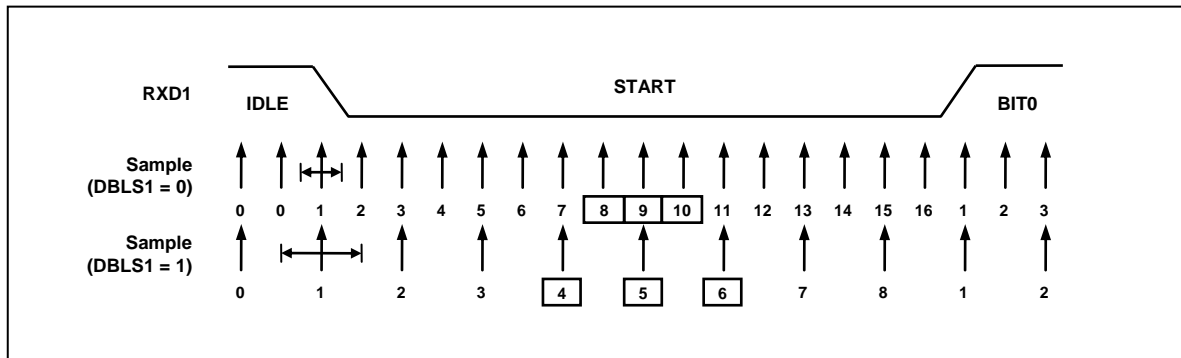 RXD1
IDLE
START
BIT0
Sample
(DBLS1 = 0)
0 0 1 2 3 4 5 6 7 8 9 10 11 12 13 14 15 16 1 2 3
Sample
(DBLS1 = 1)
0 1 2 3 4 5 6 7 8 1 2